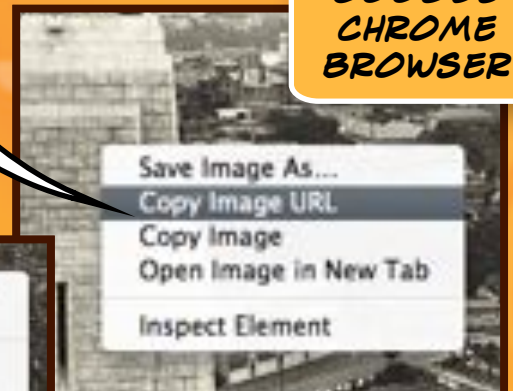 CHROME
BROWSER
Save Image As...
Copy Image URL
Copy Image
Open Image in New Tab
Inspect Element